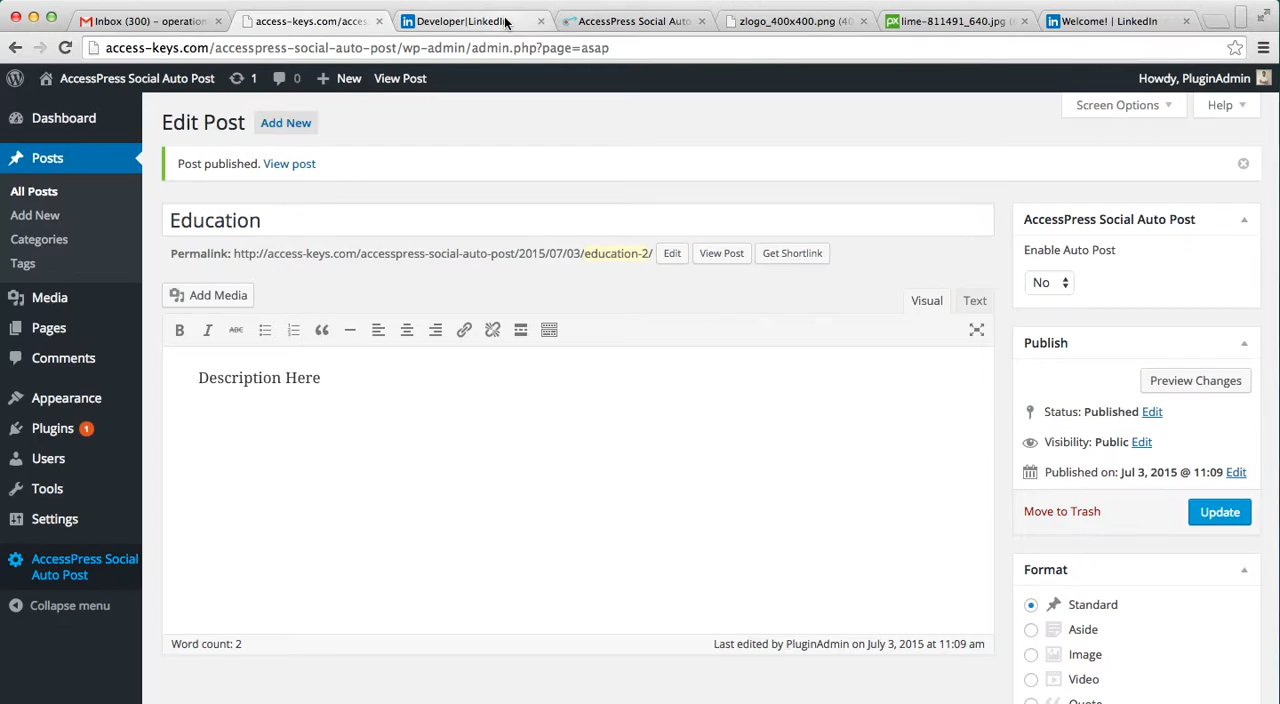 Inbox (300) – operation
access-keys.com/acces
Developer|LinkedIn
AccessPress Social Auto
zlogo_400x400.png (40
lime-811491_640.jpg (
Welcome! | LinkedIn
access-keys.com/accesspress-social-auto-post/wp-admin/admin.php?page=asap
AccessPress Social Auto Post
1
0
New
View Post
Howdy, PluginAdmin
Dashboard
Posts
All Posts
Add New
Categories
Tags
Media
Pages
Comments
Appearance
Plugins 1
Users
Tools
Settings
AccessPress Social
Auto Post
Collapse menu
Screen Options
Help
Edit Post
Add New
Post published. View post
Education
Permalink: http://access-keys.com/accesspress-social-auto-post/2015/07/03/education-2/
Edit
View Post
Get Shortlink
Add Media
Visual
Text
B
I
ABC
Description Here
Word count: 2
Last edited by PluginAdmin on July 3, 2015 at 11:09 am
AccessPress Social Auto Post
Enable Auto Post
No
Publish
Preview Changes
Status: Published Edit
Visibility: Public Edit
Published on: Jul 3, 2015 @ 11:09 Edit
Move to Trash
Update
Format
Standard
Aside
Image
Video
Quote